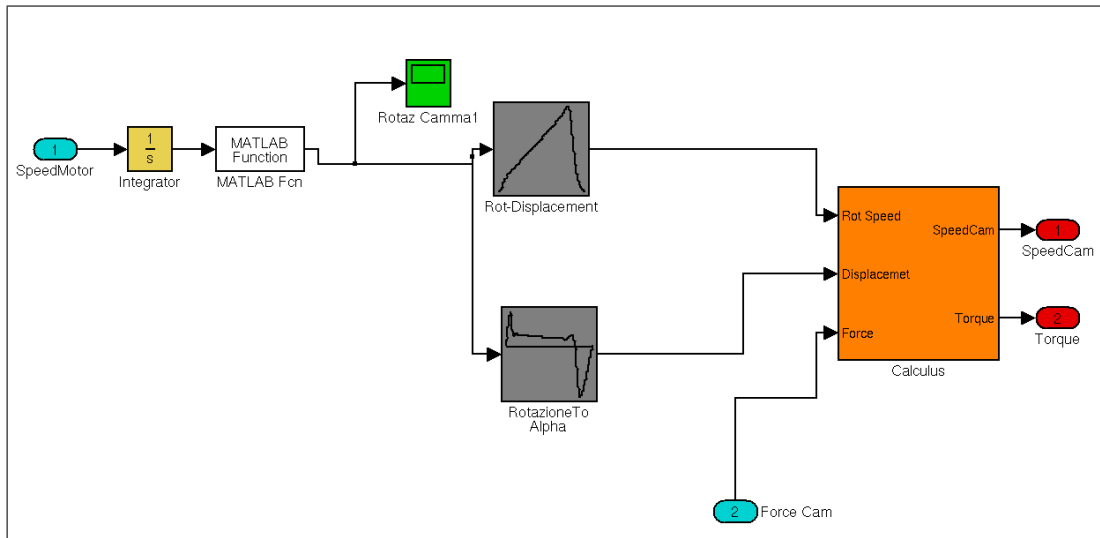 1
SpeedMotor
1
s
Integrator
MATLAB
Function
MATLAB Fcn
Rotaz Camma1
Rot-Displacement
RotazioneTo
Alpha
Rot Speed
Displacemet
Force
SpeedCam
Torque
Calculus
1
SpeedCam
2
Torque
2
Force Cam